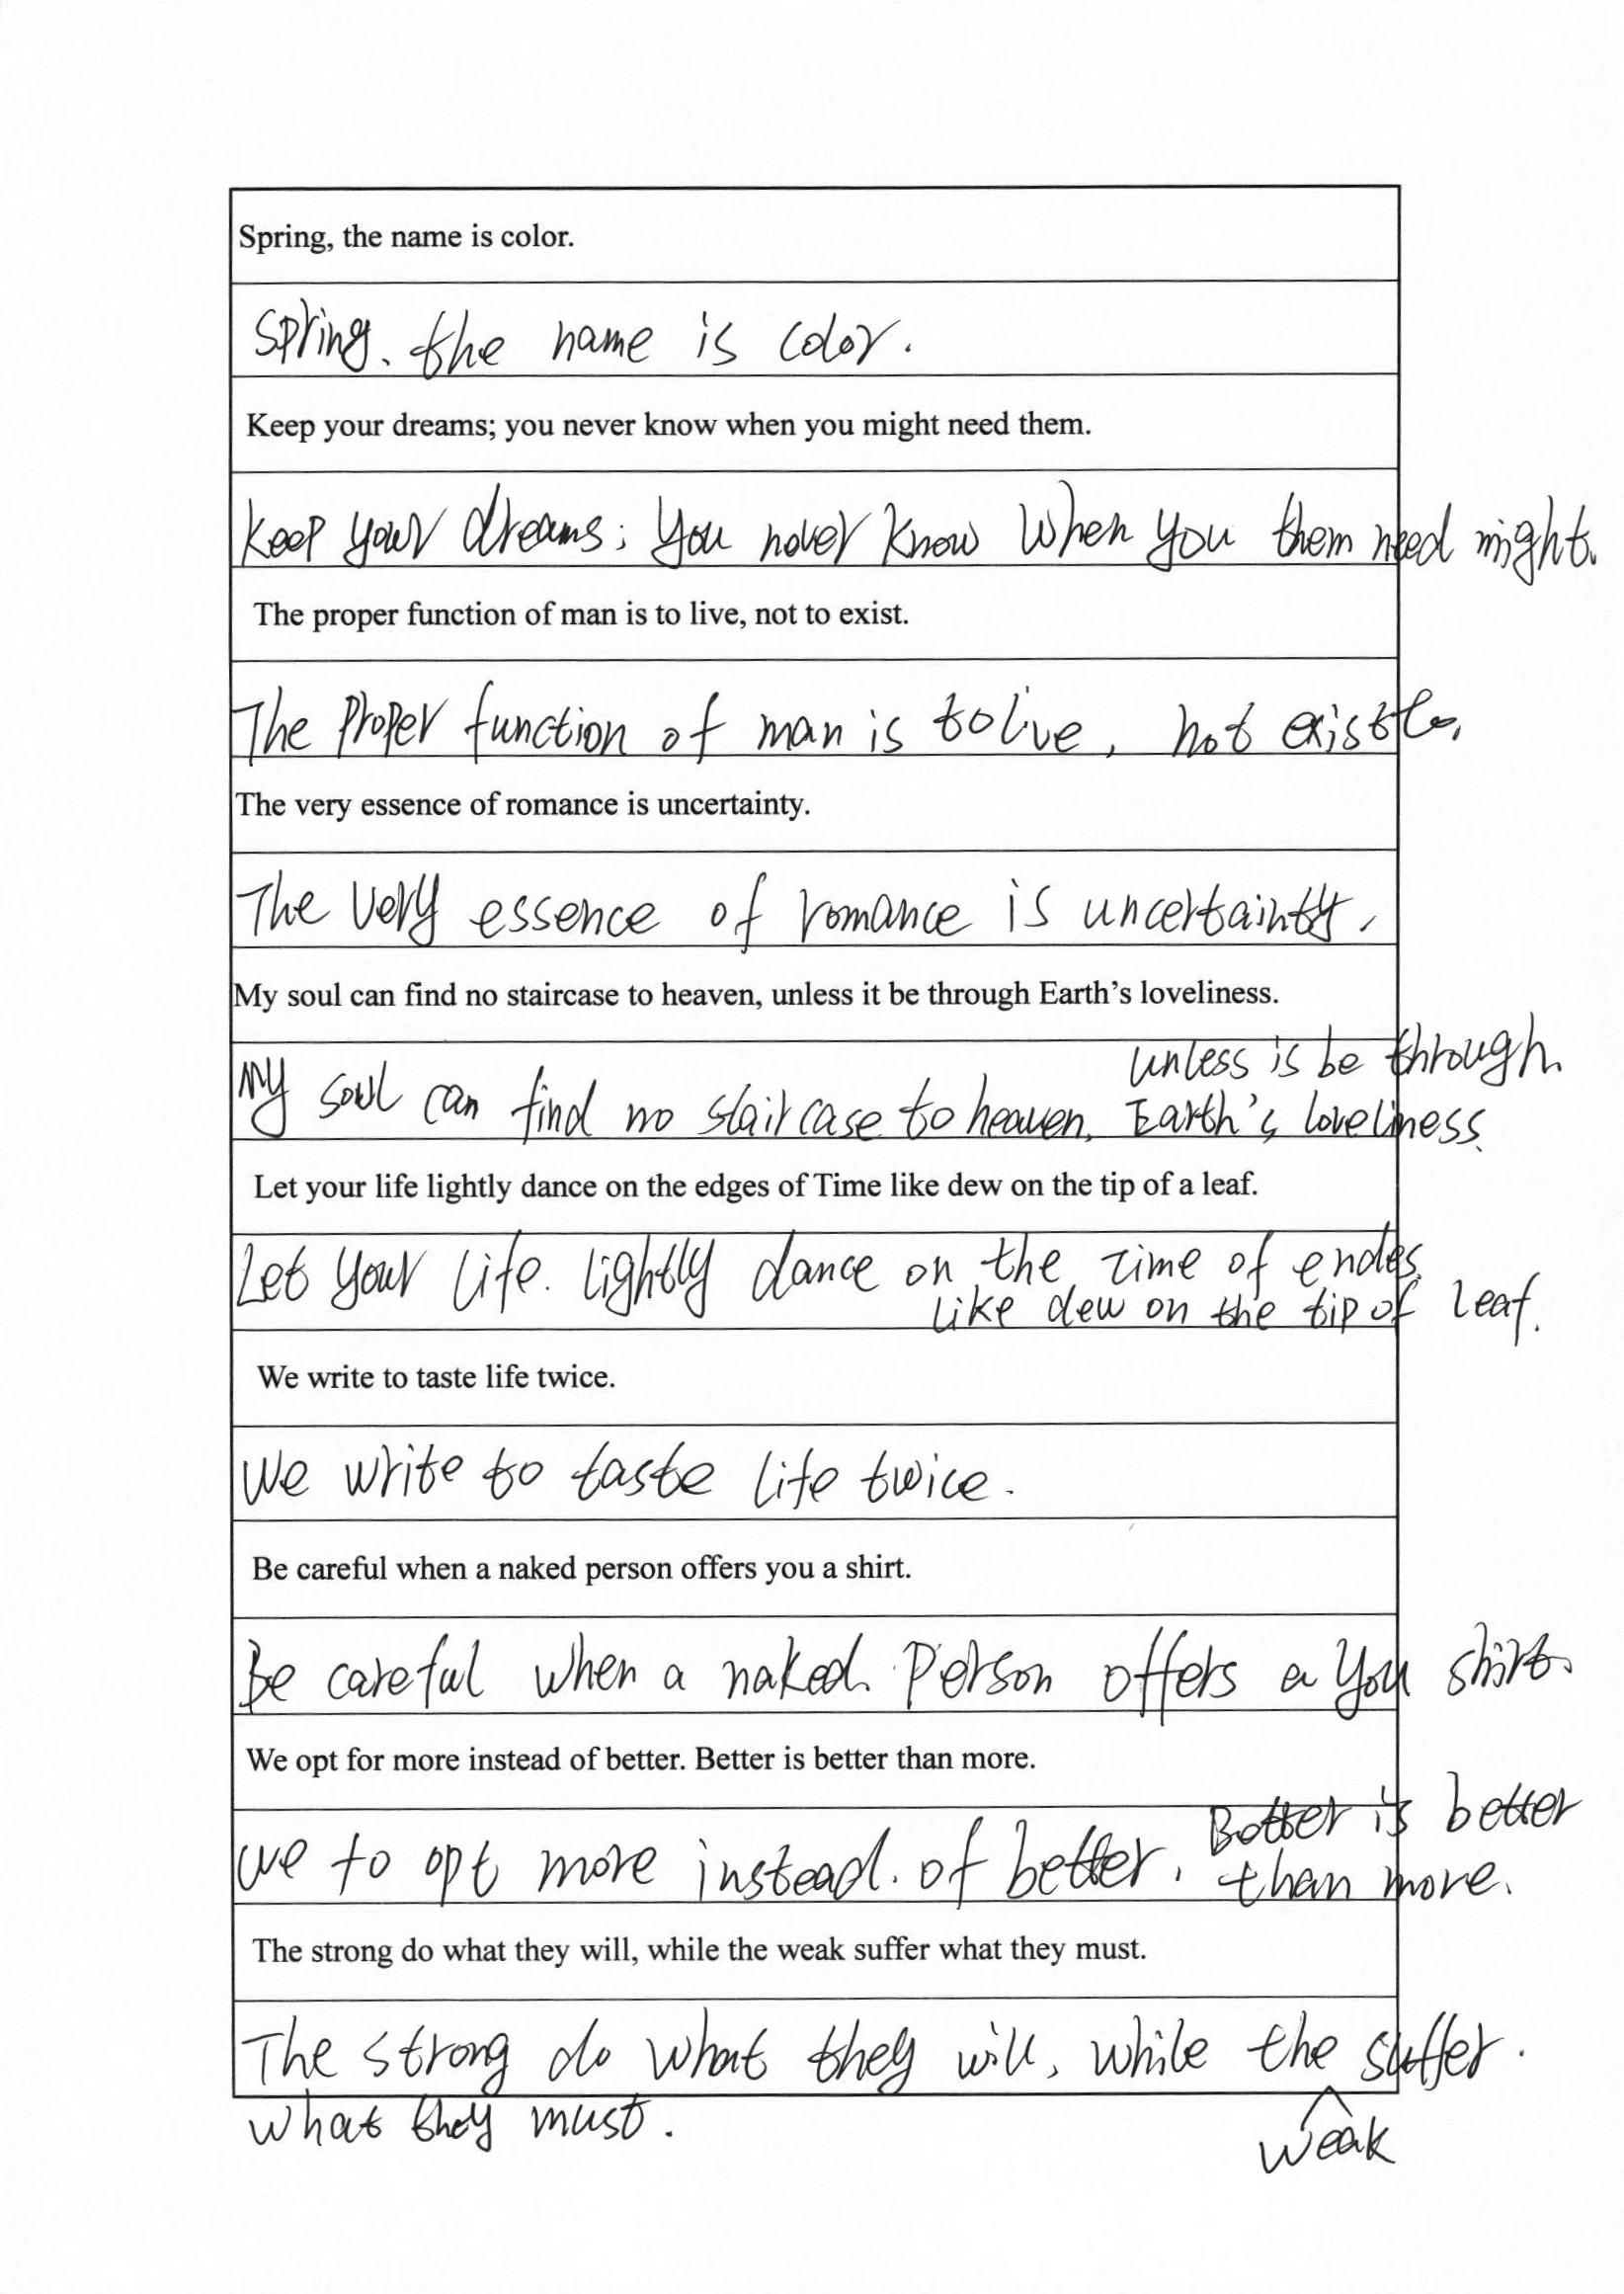 Spring, the name is color.
Spring. the name is color.
Keep your dreams; you never know when you might need them.
Keep your dreams; you never know when you them need might.
The proper function of man is to live, not to exist.
The proper function of man is to live, not exist to.
The very essence of romance is uncertainty.
The very essence of romance is uncertainty.
My soul can find no staircase to heaven, unless it be through Earth's loveliness.
unless is be through
My soul can find no staircase to heaven, Earth's loveliness.
Let your life lightly dance on the edges of Time like dew on the tip of a leaf.
Let your life. lightly dance on the time of endes
like dew on the tip of leaf.
We write to taste life twice.
We write to taste life twice.
Be careful when a naked person offers you a shirt.
Be careful when a naked person offers a you shirt.
We opt for more instead of better. Better is better than more.
Better is better
we to opt more instead of better. than more.
The strong do what they will, while the weak suffer what they must.
The strong do what they will, while the suffer.
what they must. weak